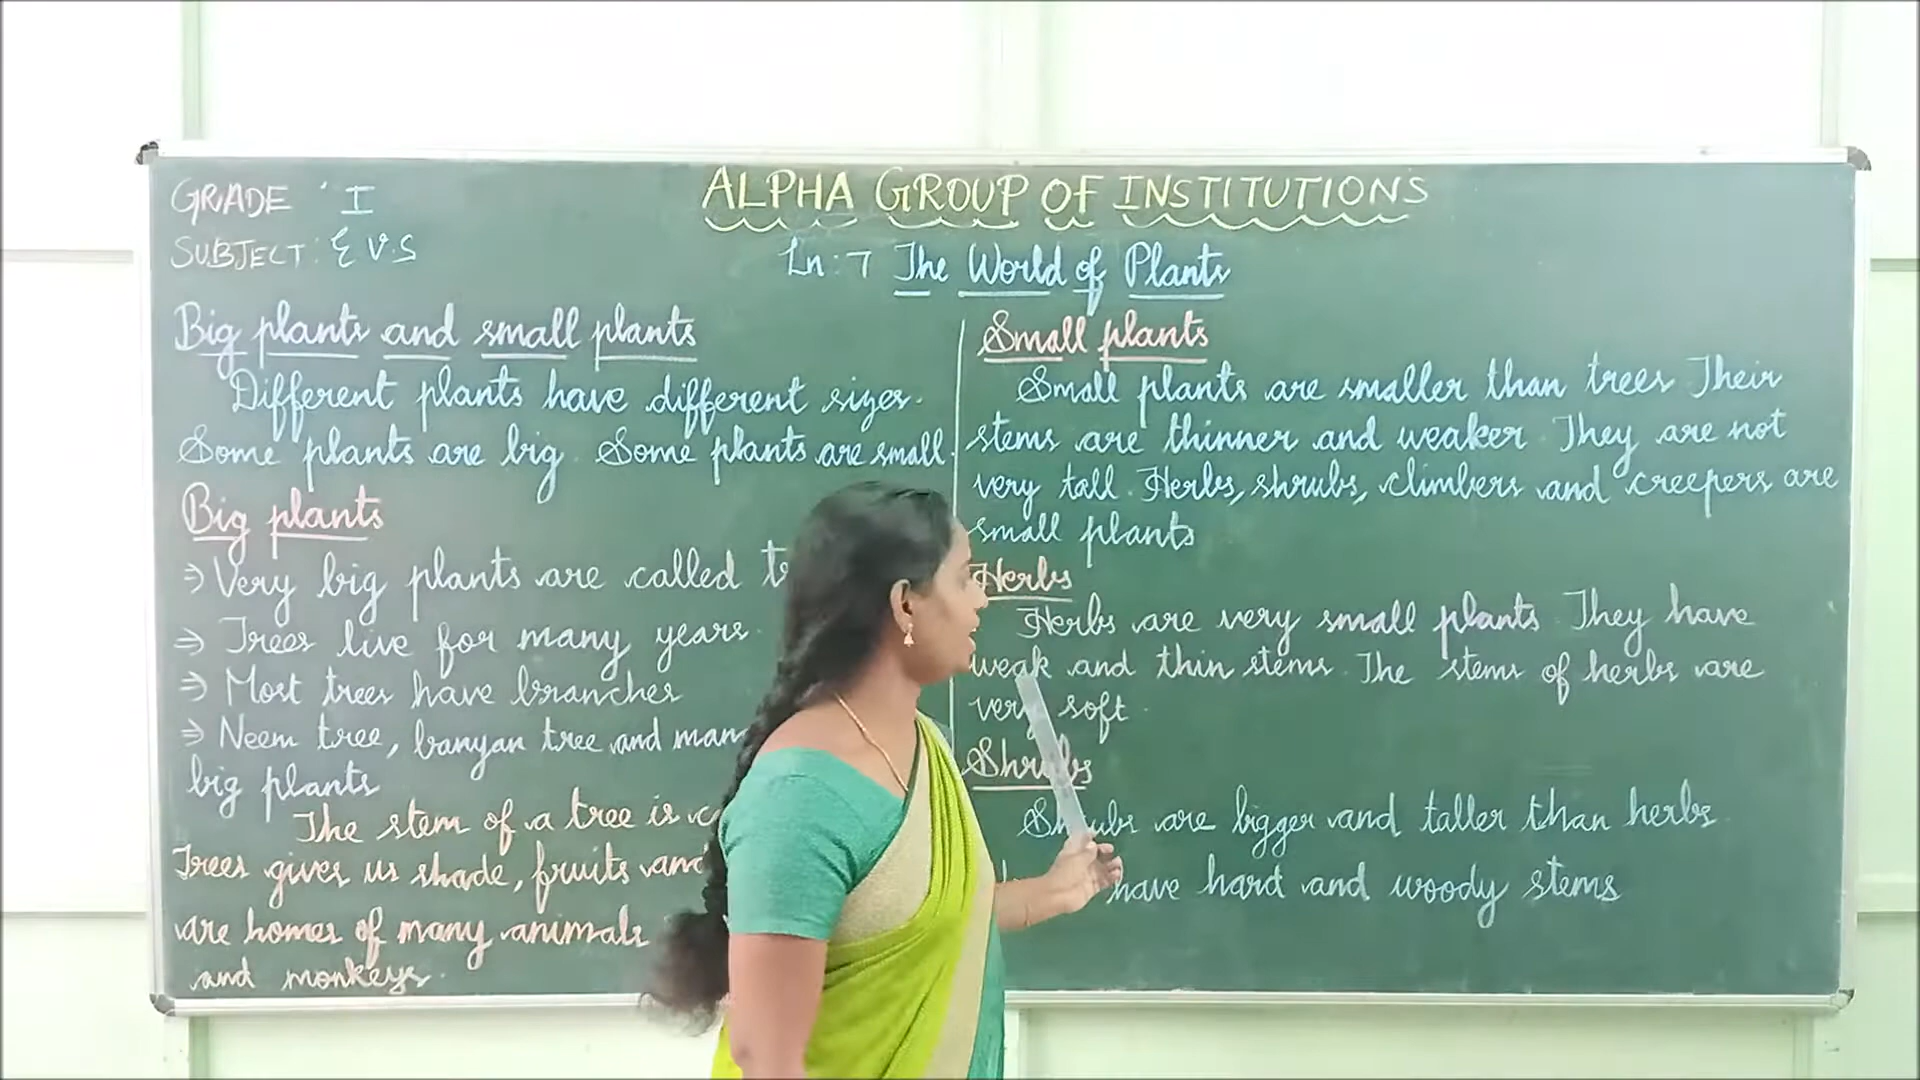 ALPHA GROUP OF INSTITUTIONS
GRADE : I
SUBJECT : E V S
Ln : 7 The World of Plants
Big plants and small plants
Different plants have different sizes.
Some plants are big. Some plants are small.
Big plants
⇒ Very big plants are called
⇒ Trees live for many years.
⇒ Most trees have branches
⇒ Neem tree, banyan tree and
big plants
The stem of a tree is
Trees gives us shade, fruits and
are homes of many animals
and monkeys.
Small plants
Small plants are smaller than trees Their
stems are thinner and weaker They are not
very tall. Herbs, shrubs, climbers and creepers are
small plants
Herbs
Herbs are very small plants They have
weak and thin stems. The stems of herbs are
very soft.
Shrubs
Shrubs are bigger and taller than herbs
have hard and woody stems